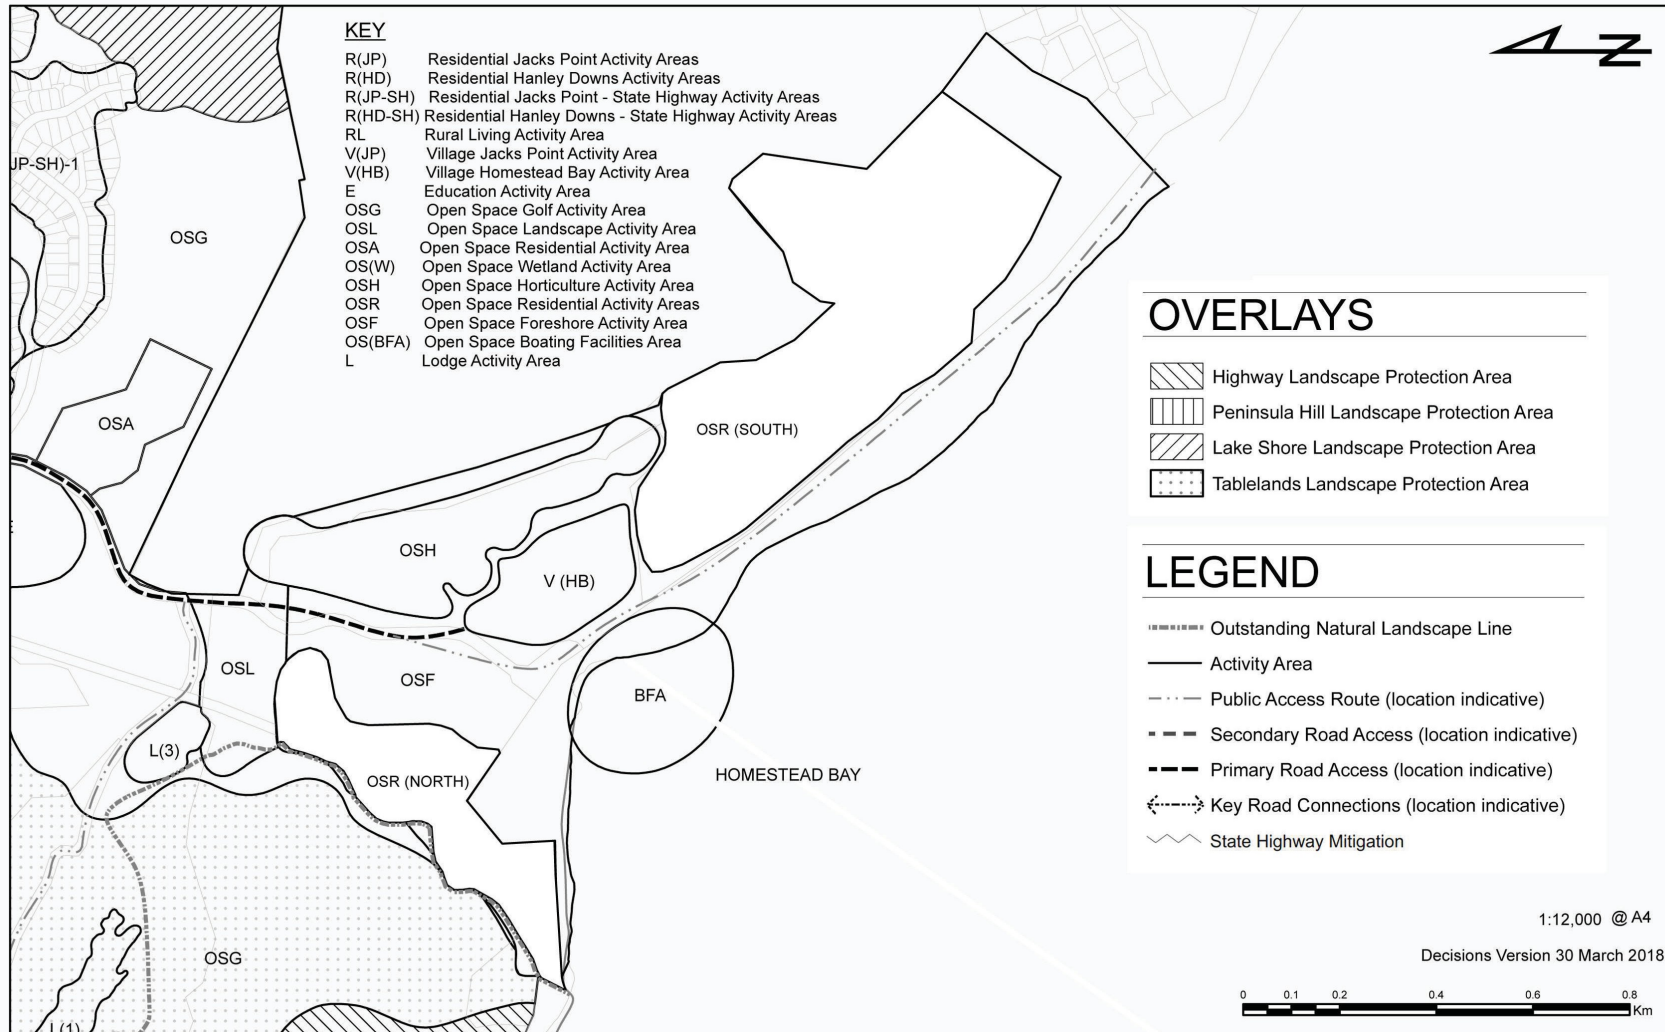 KEY
R(JP) Residential Jacks Point Activity Areas
R(HD) Residential Hanley Downs Activity Areas
R(JP-SH) Residential Jacks Point - State Highway Activity Areas
R(HD-SH) Residential Hanley Downs - State Highway Activity Areas
RL Rural Living Activity Area
V(JP) Village Jacks Point Activity Area
V(HB) Village Homestead Bay Activity Area
E Education Activity Area
OSG Open Space Golf Activity Area
OSL Open Space Landscape Activity Area
OSA Open Space Residential Activity Area
OS(W) Open Space Wetland Activity Area
OSH Open Space Horticulture Activity Area
OSR Open Space Residential Activity Areas
OSF Open Space Foreshore Activity Area
OS(BFA) Open Space Boating Facilities Area
L Lodge Activity Area
N
JP-SH)-1
OSG
OSA
OSR (SOUTH)
OSH
V (HB)
OSL
OSF
BFA
L(3)
OSR (NORTH)
HOMESTEAD BAY
OSG
L(1)
OVERLAYS
Highway Landscape Protection Area
Peninsula Hill Landscape Protection Area
Lake Shore Landscape Protection Area
Tablelands Landscape Protection Area
LEGEND
Outstanding Natural Landscape Line
Activity Area
Public Access Route (location indicative)
Secondary Road Access (location indicative)
Primary Road Access (location indicative)
Key Road Connections (location indicative)
State Highway Mitigation
1:12,000 @ A4
Decisions Version 30 March 2018
0 0.1 0.2 0.4 0.6 0.8
Km